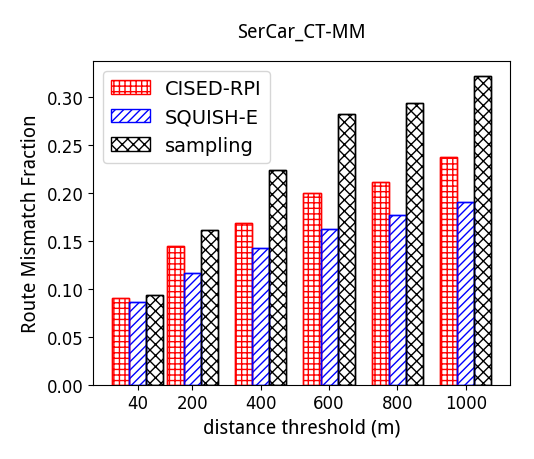 SerCar_CT-MM
CISED-RPI
SQUISH-E
sampling
Route Mismatch Fraction
0.30
0.25
0.20
0.15
0.10
0.05
0.00
40 200 400 600 800 1000
distance threshold (m)